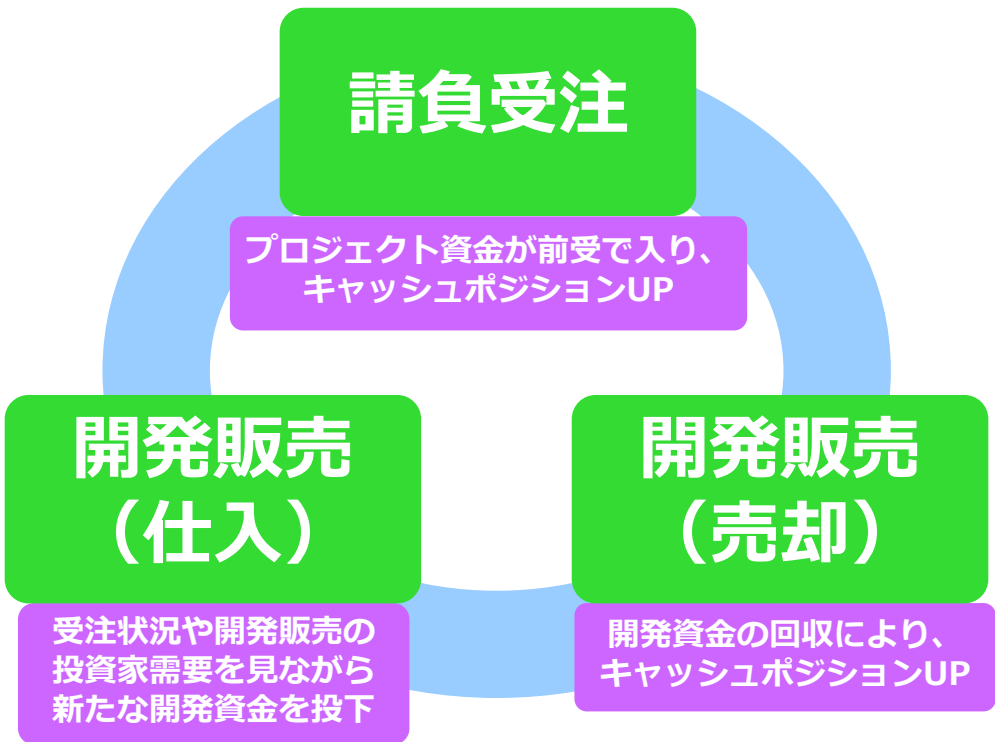 請負受注
プロジェクト資金が前受で入り、
キャッシュポジションUP
開発販売
（仕入）
受注状況や開発販売の
投資家需要を見ながら
新たな開発資金を投下
開発販売
（売却）
開発資金の回収により、
キャッシュポジションUP